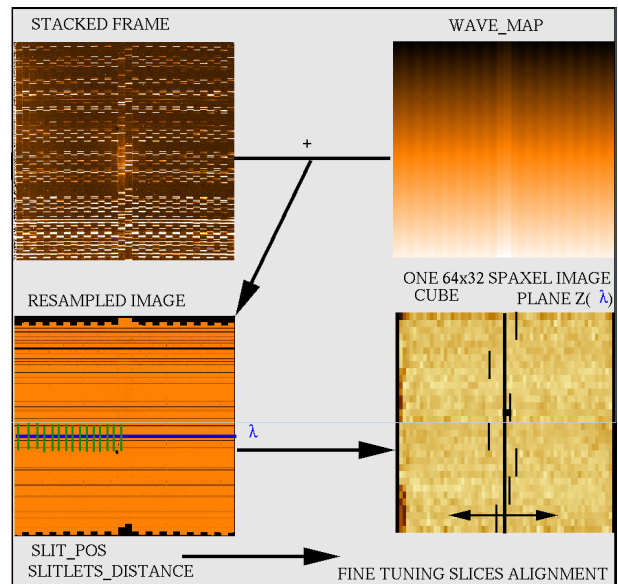 STACKED FRAME
WAVE_MAP
+
ONE 64x32 SPAXEL IMAGE
RESAMPLED IMAGE
CUBE PLANE Z( λ)
λ
SLIT_POS
SLITLETS_DISTANCE
FINE TUNING SLICES ALIGNMENT